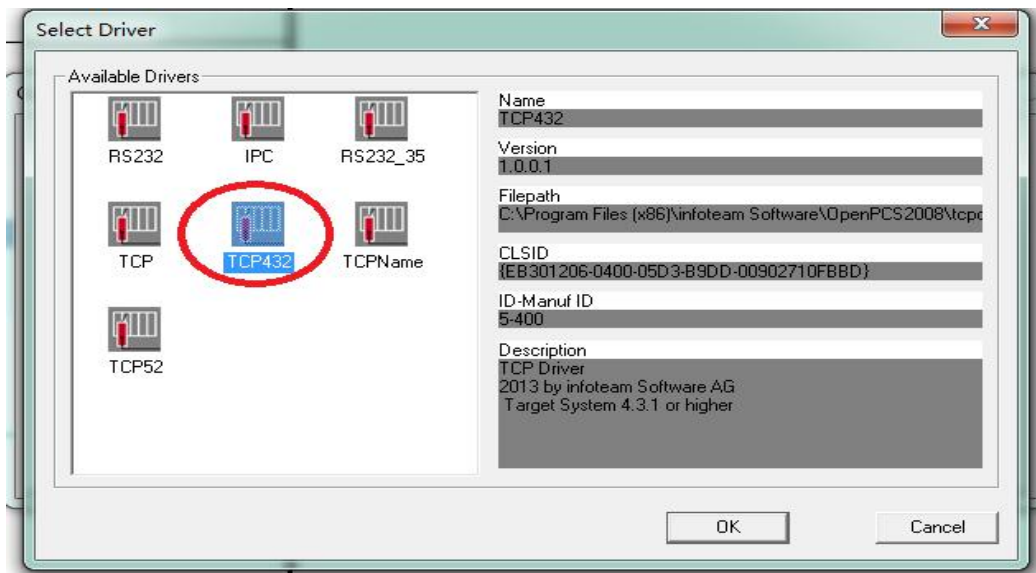 Select Driver
Available Drivers
RS232 IPC RS232_35
TCP TCP432 TCPName
TCP52
Name
TCP432
Version
1.0.0.1
Filepath
C:\Program Files (x86)\infoteam Software\OpenPCS2008\tcpc
CLSID
{EB301206-0400-05D3-B9DD-00902710FBBD}
ID-Manuf ID
5-400
Description
TCP Driver
2013 by infoteam Software AG
Target System 4.3.1 or higher
OK Cancel